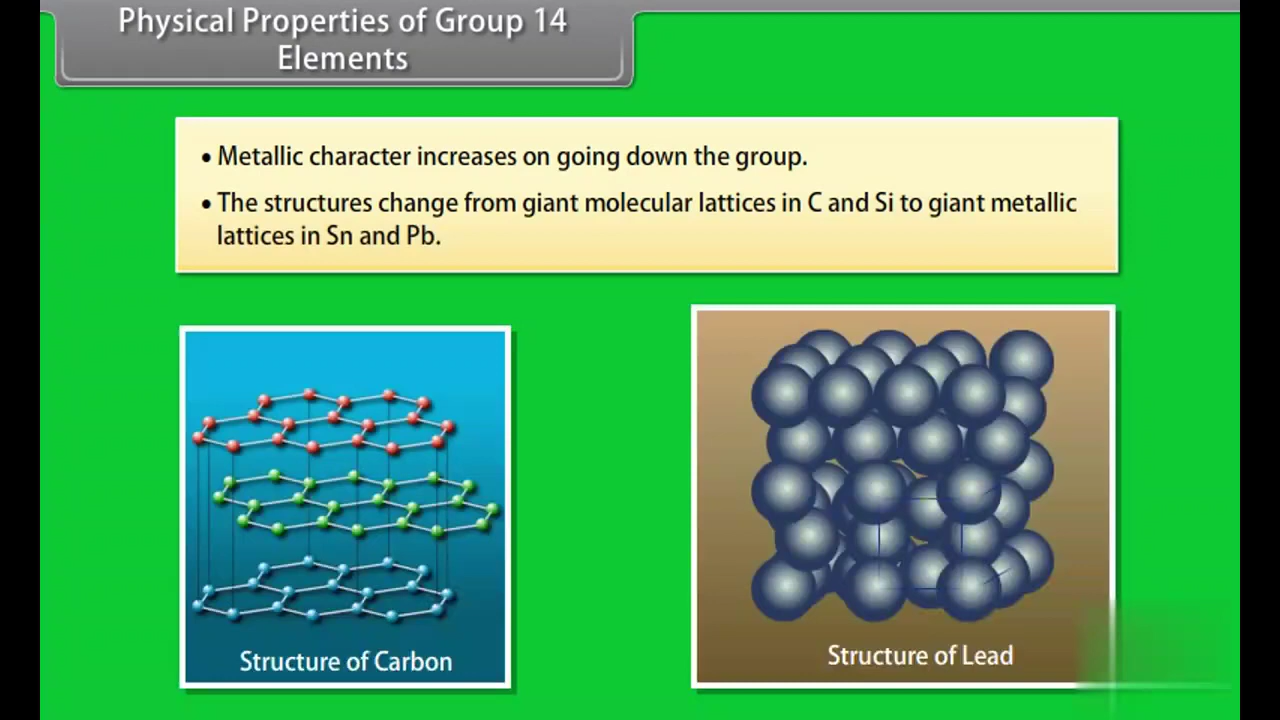 Physical Properties of Group 14
Elements
• Metallic character increases on going down the group.
• The structures change from giant molecular lattices in C and Si to giant metallic
lattices in Sn and Pb.
Structure of Carbon
Structure of Lead